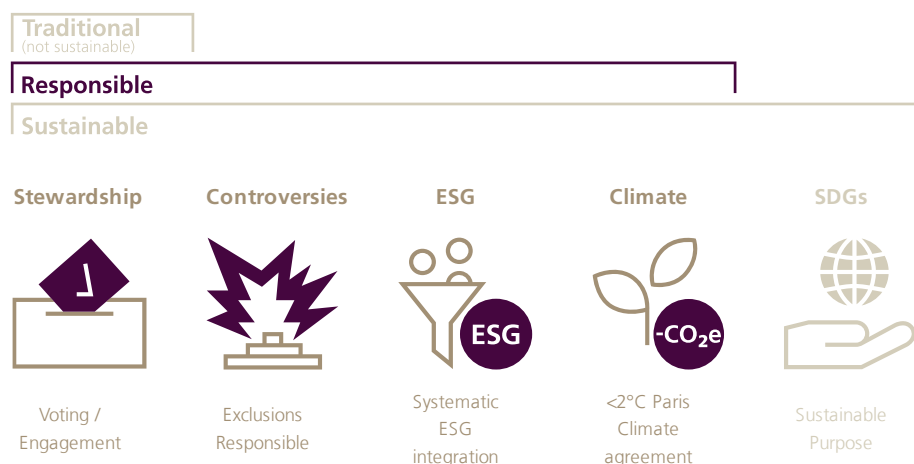 Traditional
(not sustainable)
Responsible
Sustainable
Stewardship
Controversies
ESG
Climate
SDGs
ESG
-CO₂e
Voting /
Engagement
Exclusions
Responsible
Systematic
ESG
integration
<2°C Paris
Climate
agreement
Sustainable
Purpose